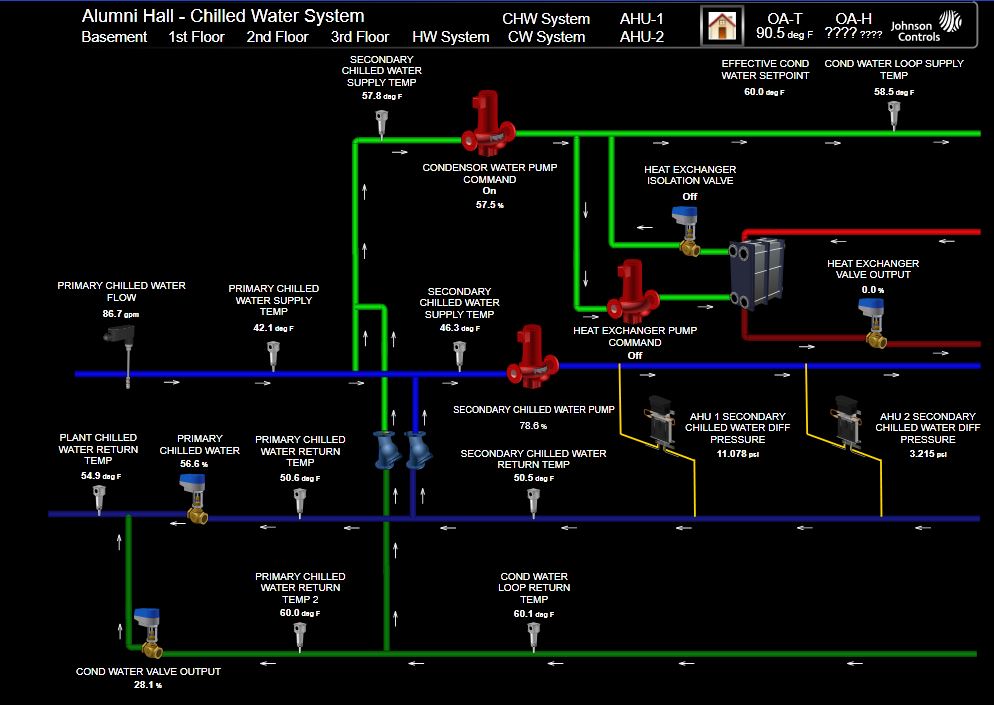 Alumni Hall - Chilled Water System
CHW System
AHU-1
OA-T
OA-H
Johnson
Controls
90.5 deg F
???? ????
Basement
1st Floor
2nd Floor
3rd Floor
HW System
CW System
AHU-2
SECONDARY
CHILLED WATER
SUPPLY TEMP
57.8 deg F
EFFECTIVE COND
WATER SETPOINT
60.0 deg F
COND WATER LOOP SUPPLY
TEMP
58.5 deg F
CONDENSOR WATER PUMP
COMMAND
On
57.5 %
HEAT EXCHANGER
ISOLATION VALVE
Off
HEAT EXCHANGER
VALVE OUTPUT
0.0 %
PRIMARY CHILLED WATER
FLOW
86.7 gpm
PRIMARY CHILLED
WATER SUPPLY
TEMP
42.1 deg F
SECONDARY
CHILLED WATER
SUPPLY TEMP
46.3 deg F
HEAT EXCHANGER PUMP
COMMAND
Off
SECONDARY CHILLED WATER PUMP
78.6 %
AHU 1 SECONDARY
CHILLED WATER DIFF
PRESSURE
11.078 psi
AHU 2 SECONDARY
CHILLED WATER DIFF
PRESSURE
3.215 psi
PLANT CHILLED
WATER RETURN
TEMP
54.9 deg F
PRIMARY
CHILLED WATER
56.6 %
PRIMARY CHILLED
WATER RETURN
TEMP
50.6 deg F
SECONDARY CHILLED WATER
RETURN TEMP
50.5 deg F
PRIMARY CHILLED
WATER RETURN
TEMP 2
60.0 deg F
COND WATER
LOOP RETURN
TEMP
60.1 deg F
COND WATER VALVE OUTPUT
28.1 %